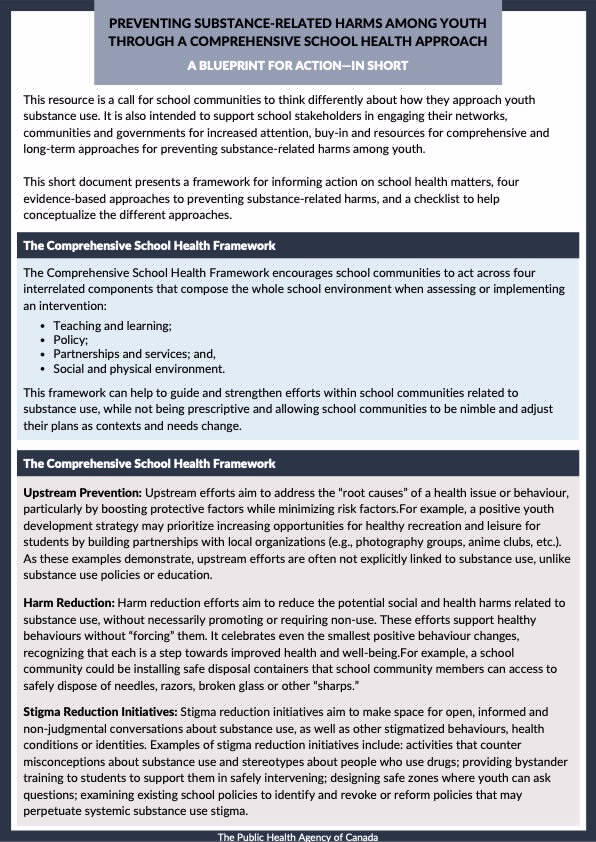 PREVENTING SUBSTANCE-RELATED HARMS AMONG YOUTH
THROUGH A COMPREHENSIVE SCHOOL HEALTH APPROACH
A BLUEPRINT FOR ACTION—IN SHORT
This resource is a call for school communities to think differently about how they approach youth
substance use. It is also intended to support school stakeholders in engaging their networks,
communities and governments for increased attention, buy-in and resources for comprehensive and
long-term approaches for preventing substance-related harms among youth.
This short document presents a framework for informing action on school health matters, four
evidence-based approaches to preventing substance-related harms, and a checklist to help
conceptualize the different approaches.
The Comprehensive School Health Framework
The Comprehensive School Health Framework encourages school communities to act across four
interrelated components that compose the whole school environment when assessing or implementing
an intervention:
• Teaching and learning;
• Policy;
• Partnerships and services; and,
• Social and physical environment.
This framework can help to guide and strengthen efforts within school communities related to
substance use, while not being prescriptive and allowing school communities to be nimble and adjust
their plans as contexts and needs change.
The Comprehensive School Health Framework
Upstream Prevention: Upstream efforts aim to address the "root causes" of a health issue or behaviour,
particularly by boosting protective factors while minimizing risk factors.For example, a positive youth
development strategy may prioritize increasing opportunities for healthy recreation and leisure for
students by building partnerships with local organizations (e.g., photography groups, anime clubs, etc.).
As these examples demonstrate, upstream efforts are often not explicitly linked to substance use, unlike
substance use policies or education.
Harm Reduction: Harm reduction efforts aim to reduce the potential social and health harms related to
substance use, without necessarily promoting or requiring non-use. These efforts support healthy
behaviours without "forcing" them. It celebrates even the smallest positive behaviour changes,
recognizing that each is a step towards improved health and well-being.For example, a school
community could be installing safe disposal containers that school community members can access to
safely dispose of needles, razors, broken glass or other "sharps."
Stigma Reduction Initiatives: Stigma reduction initiatives aim to make space for open, informed and
non-judgmental conversations about substance use, as well as other stigmatized behaviours, health
conditions or identities. Examples of stigma reduction initiatives include: activities that counter
misconceptions about substance use and stereotypes about people who use drugs; providing bystander
training to students to support them in safely intervening; designing safe zones where youth can ask
questions; examining existing school policies to identify and revoke or reform policies that may
perpetuate systemic substance use stigma.
The Public Health Agency of Canada